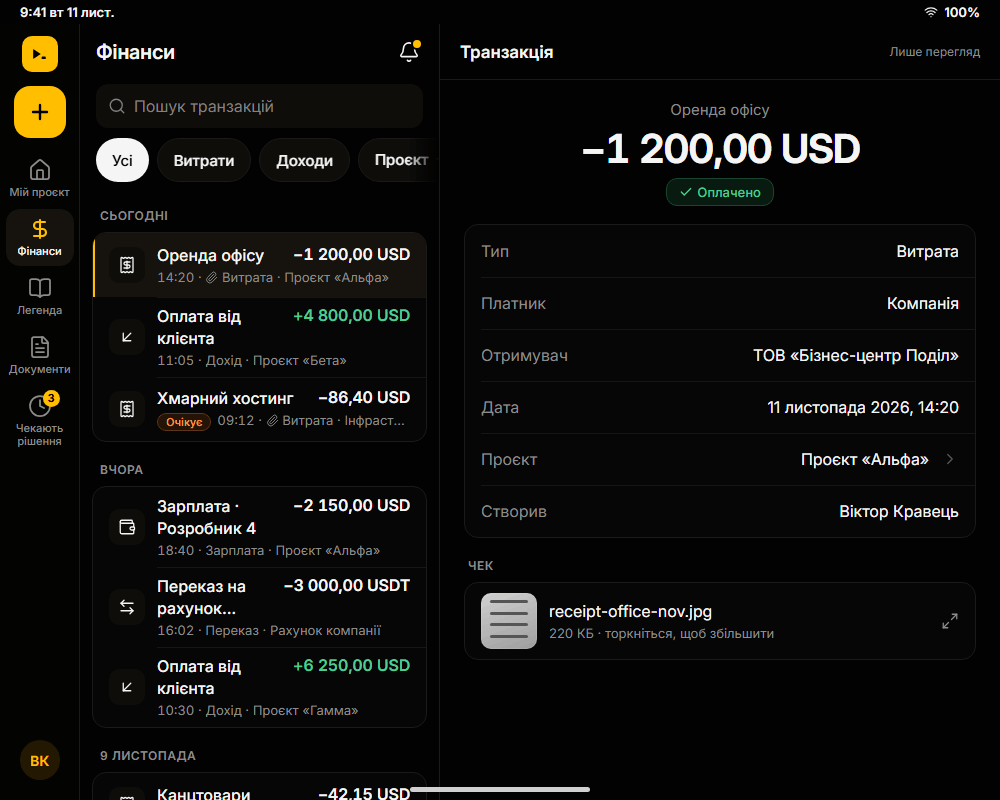 9:41 вт 11 лист.
100%
Мій проєкт
Фінанси
Легенда
Документи
3
Чекають
рішення
ВК
Фінанси
Пошук транзакцій
Усі
Витрати
Доходи
Проєкт
СЬОГОДНІ
Оренда офісу −1 200,00 USD
14:20 · Витрата · Проєкт «Альфа»
Оплата від
клієнта
+4 800,00 USD
11:05 · Дохід · Проєкт «Бета»
Хмарний хостинг −86,40 USD
Очікує 09:12 · Витрата · Інфраст…
ВЧОРА
Зарплата ·
Розробник 4
−2 150,00 USD
18:40 · Зарплата · Проєкт «Альфа»
Переказ на
рахунок…
−3 000,00 USDT
16:02 · Переказ · Рахунок компанії
Оплата від
клієнта
+6 250,00 USD
10:30 · Дохід · Проєкт «Гамма»
9 ЛИСТОПАДА
Канцтовари −42,15 USD
Транзакція
Лише перегляд
Оренда офісу
−1 200,00 USD
Оплачено
Тип Витрата
Платник Компанія
Отримувач ТОВ «Бізнес-центр Поділ»
Дата 11 листопада 2026, 14:20
Проєкт Проєкт «Альфа»
Створив Віктор Кравець
ЧЕК
receipt-office-nov.jpg
220 КБ · торкніться, щоб збільшити